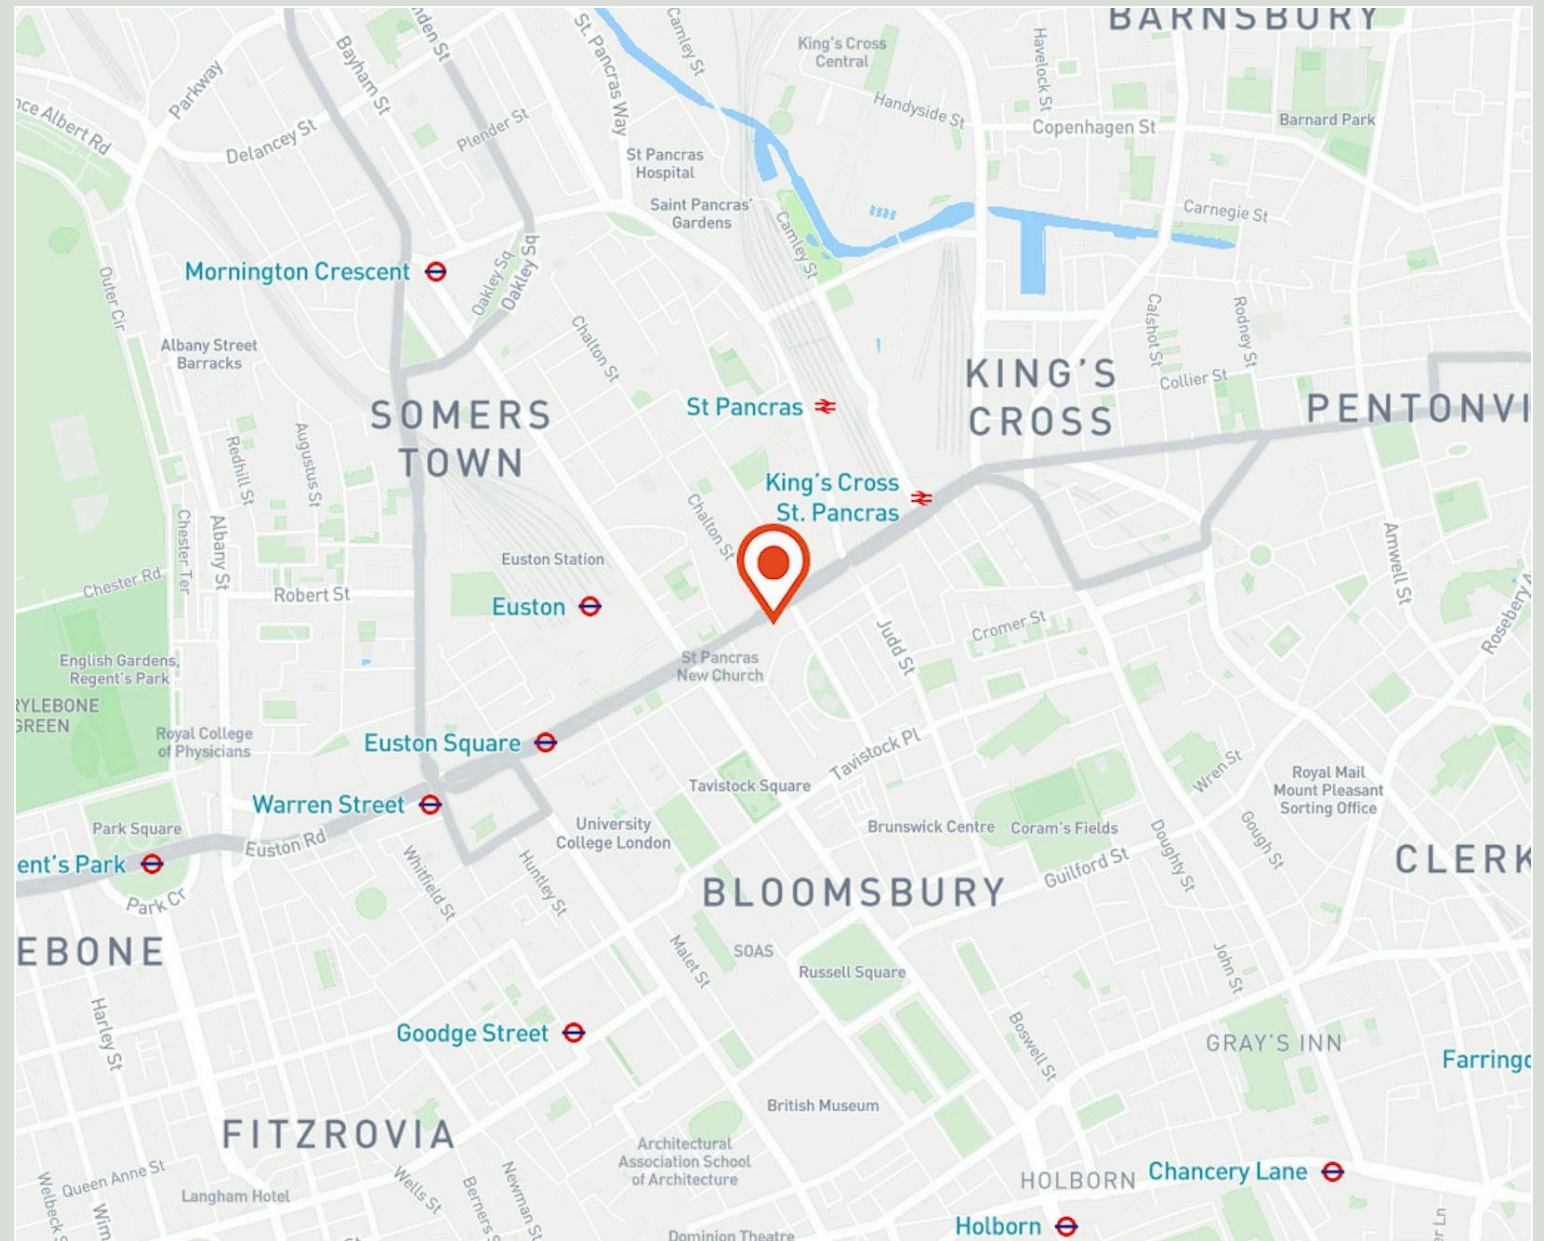 BARNSBURY
King's Cross
Central
Camley St
St. Pancras Way
Havelock St
Bayham St
Parkway
Handyside St
Copenhagen St
Barnard Park
Albert Rd
Delancey St
Plender St
St Pancras
Hospital
Saint Pancras'
Gardens
Camley St
Carnegie St
Mornington Crescent
Oakley Sq
Oakley Sq
Outer Cir
Albany Street
Barracks
Chalton St
Calshot St
Rodney St
KING'S
CROSS
Collier St
St Pancras
PENTONVI
SOMERS
TOWN
Redhill St
Augustus St
King's Cross
St. Pancras
Chalton St
Chester Ter
Albany St
Amwell St
Euston Station
Chester Rd
Robert St
Euston
Rosebery A
Cromer St
Judd St
English Gardens,
Regent's Park
St Pancras
New Church
RYLEBONE
GREEN
Royal College
of Physicians
Euston Square
Tavistock Pl
Wren St
Tavistock Square
Royal Mail
Mount Pleasant
Sorting Office
Warren Street
Park Square
Euston Rd
University
College London
Brunswick Centre
Coram's Fields
Gough St
Doughty St
ent's Park
Whitfield St
Huntley St
Guilford St
CLERK
Park Cr
BLOOMSBURY
EBONE
Malet St
SOAS
Russell Square
John St
Harley St
Goodge Street
Boswell St
GRAY'S INN
Farringd
British Museum
FITZROVIA
Architectural
Association School
of Architecture
Queen Anne St
Langham Hotel
Wells St
Newman St
Berners S
HOLBORN
Chancery Lane
Welbeck S
Wim
Dominion Theatre
Holborn
er Ln